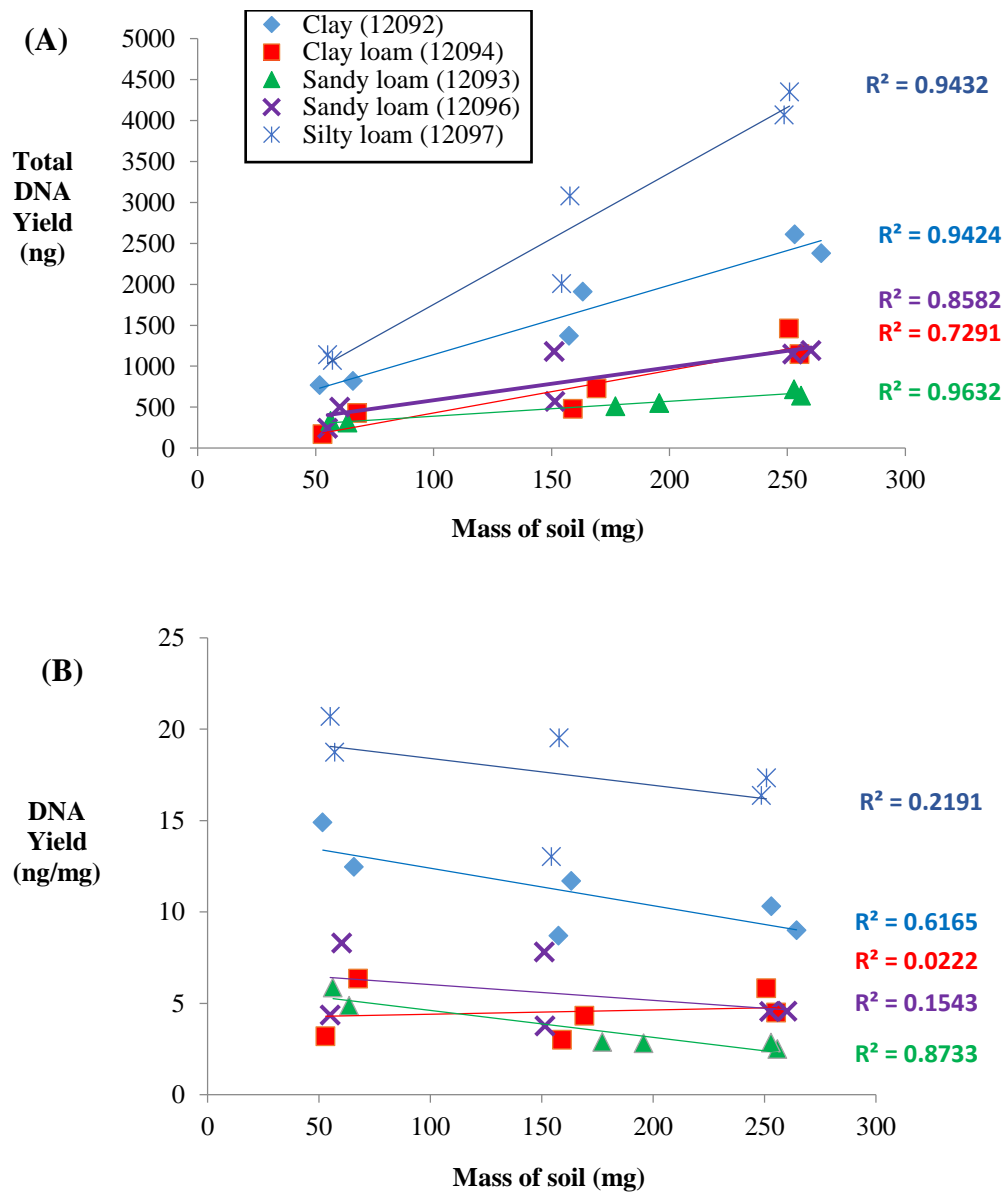 (A)
Clay (12092)
Clay loam (12094)
Sandy loam (12093)
Sandy loam (12096)
Silty loam (12097)
Total
DNA
Yield
(ng)
5000
4500
4000
3500
3000
2500
2000
1500
1000
500
0
0 50 100 150 200 250 300
Mass of soil (mg)
R² = 0.9432
R² = 0.9424
R² = 0.8582
R² = 0.7291
R² = 0.9632
(B)
DNA
Yield
(ng/mg)
25
20
15
10
5
0
0 50 100 150 200 250 300
Mass of soil (mg)
R² = 0.2191
R² = 0.6165
R² = 0.0222
R² = 0.1543
R² = 0.8733